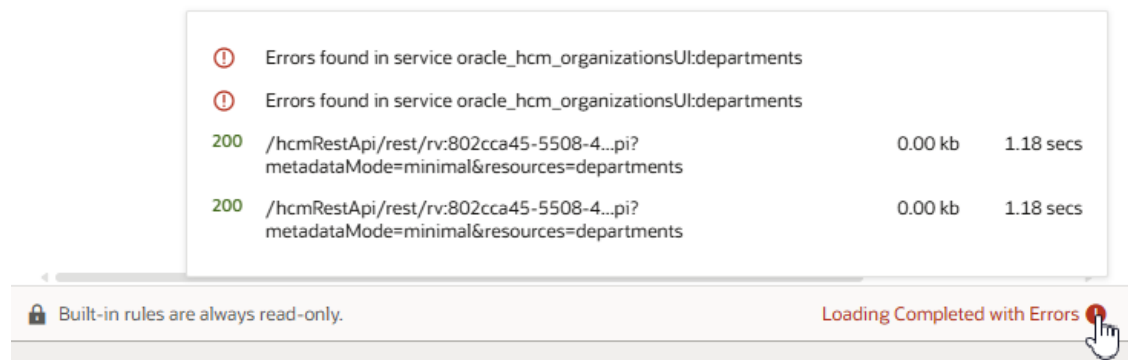 Errors found in service oracle_hcm_organizationsUI:departments
Errors found in service oracle_hcm_organizationsUI:departments
200 /hcmRestApi/rest/rv:802cca45-5508-4...pi? 0.00 kb 1.18 secs
metadataMode=minimal&resources=departments
200 /hcmRestApi/rest/rv:802cca45-5508-4...pi? 0.00 kb 1.18 secs
metadataMode=minimal&resources=departments
Built-in rules are always read-only. Loading Completed with Errors